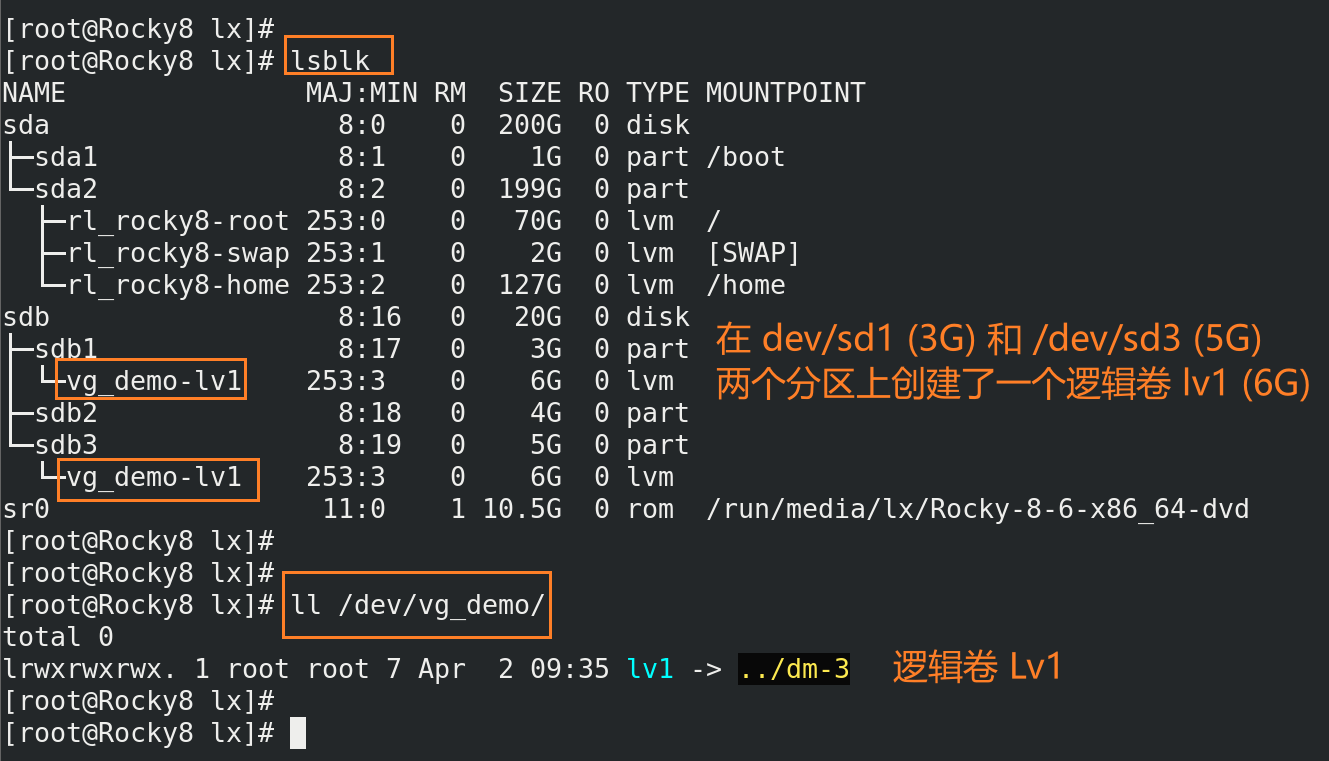 [root@Rocky8 lx]#
[root@Rocky8 lx]# lsblk
NAME               MAJ:MIN RM  SIZE RO TYPE MOUNTPOINT
sda                  8:0    0  200G  0 disk
├─sda1               8:1    0    1G  0 part /boot
└─sda2               8:2    0  199G  0 part
  ├─rl_rocky8-root 253:0    0   70G  0 lvm  /
  ├─rl_rocky8-swap 253:1    0    2G  0 lvm  [SWAP]
  └─rl_rocky8-home 253:2    0  127G  0 lvm  /home
sdb                  8:16   0   20G  0 disk
在 dev/sd1 (3G) 和 /dev/sd3 (5G)
├─sdb1               8:17   0    3G  0 part
│ └─vg_demo-lv1    253:3    0    6G  0 lvm
两个分区上创建了一个逻辑卷 lv1 (6G)
├─sdb2               8:18   0    4G  0 part
└─sdb3               8:19   0    5G  0 part
  └─vg_demo-lv1    253:3    0    6G  0 lvm
sr0                 11:0    1 10.5G  0 rom  /run/media/lx/Rocky-8-6-x86_64-dvd
[root@Rocky8 lx]#
[root@Rocky8 lx]#
[root@Rocky8 lx]# ll /dev/vg_demo/
total 0
lrwxrwxrwx. 1 root root 7 Apr  2 09:35 lv1 -> ../dm-3 逻辑卷 Lv1
[root@Rocky8 lx]#
[root@Rocky8 lx]#